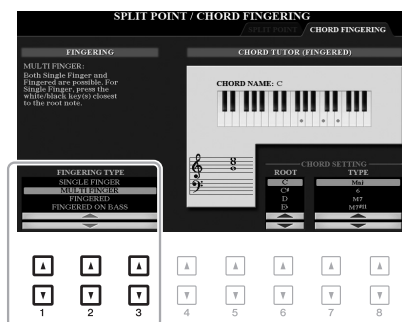 SPLIT POINT / CHORD FINGERING
SPLIT POINT
CHORD FINGERING
FINGERING
MULTI FINGER:
Both Single Finger and
Fingered are possible. For
Single Finger, press the
white/black key(s) closest
to the root note.
CHORD TUTOR (FINGERED)
CHORD NAME: C
FINGERING TYPE
SINGLE FINGER
MULTI FINGER
FINGERED
FINGERED ON BASS
CHORD SETTING
ROOT
C
C#
D
E♭
TYPE
Maj
6
M7
M7#11
1 2 3 4 5 6 7 8